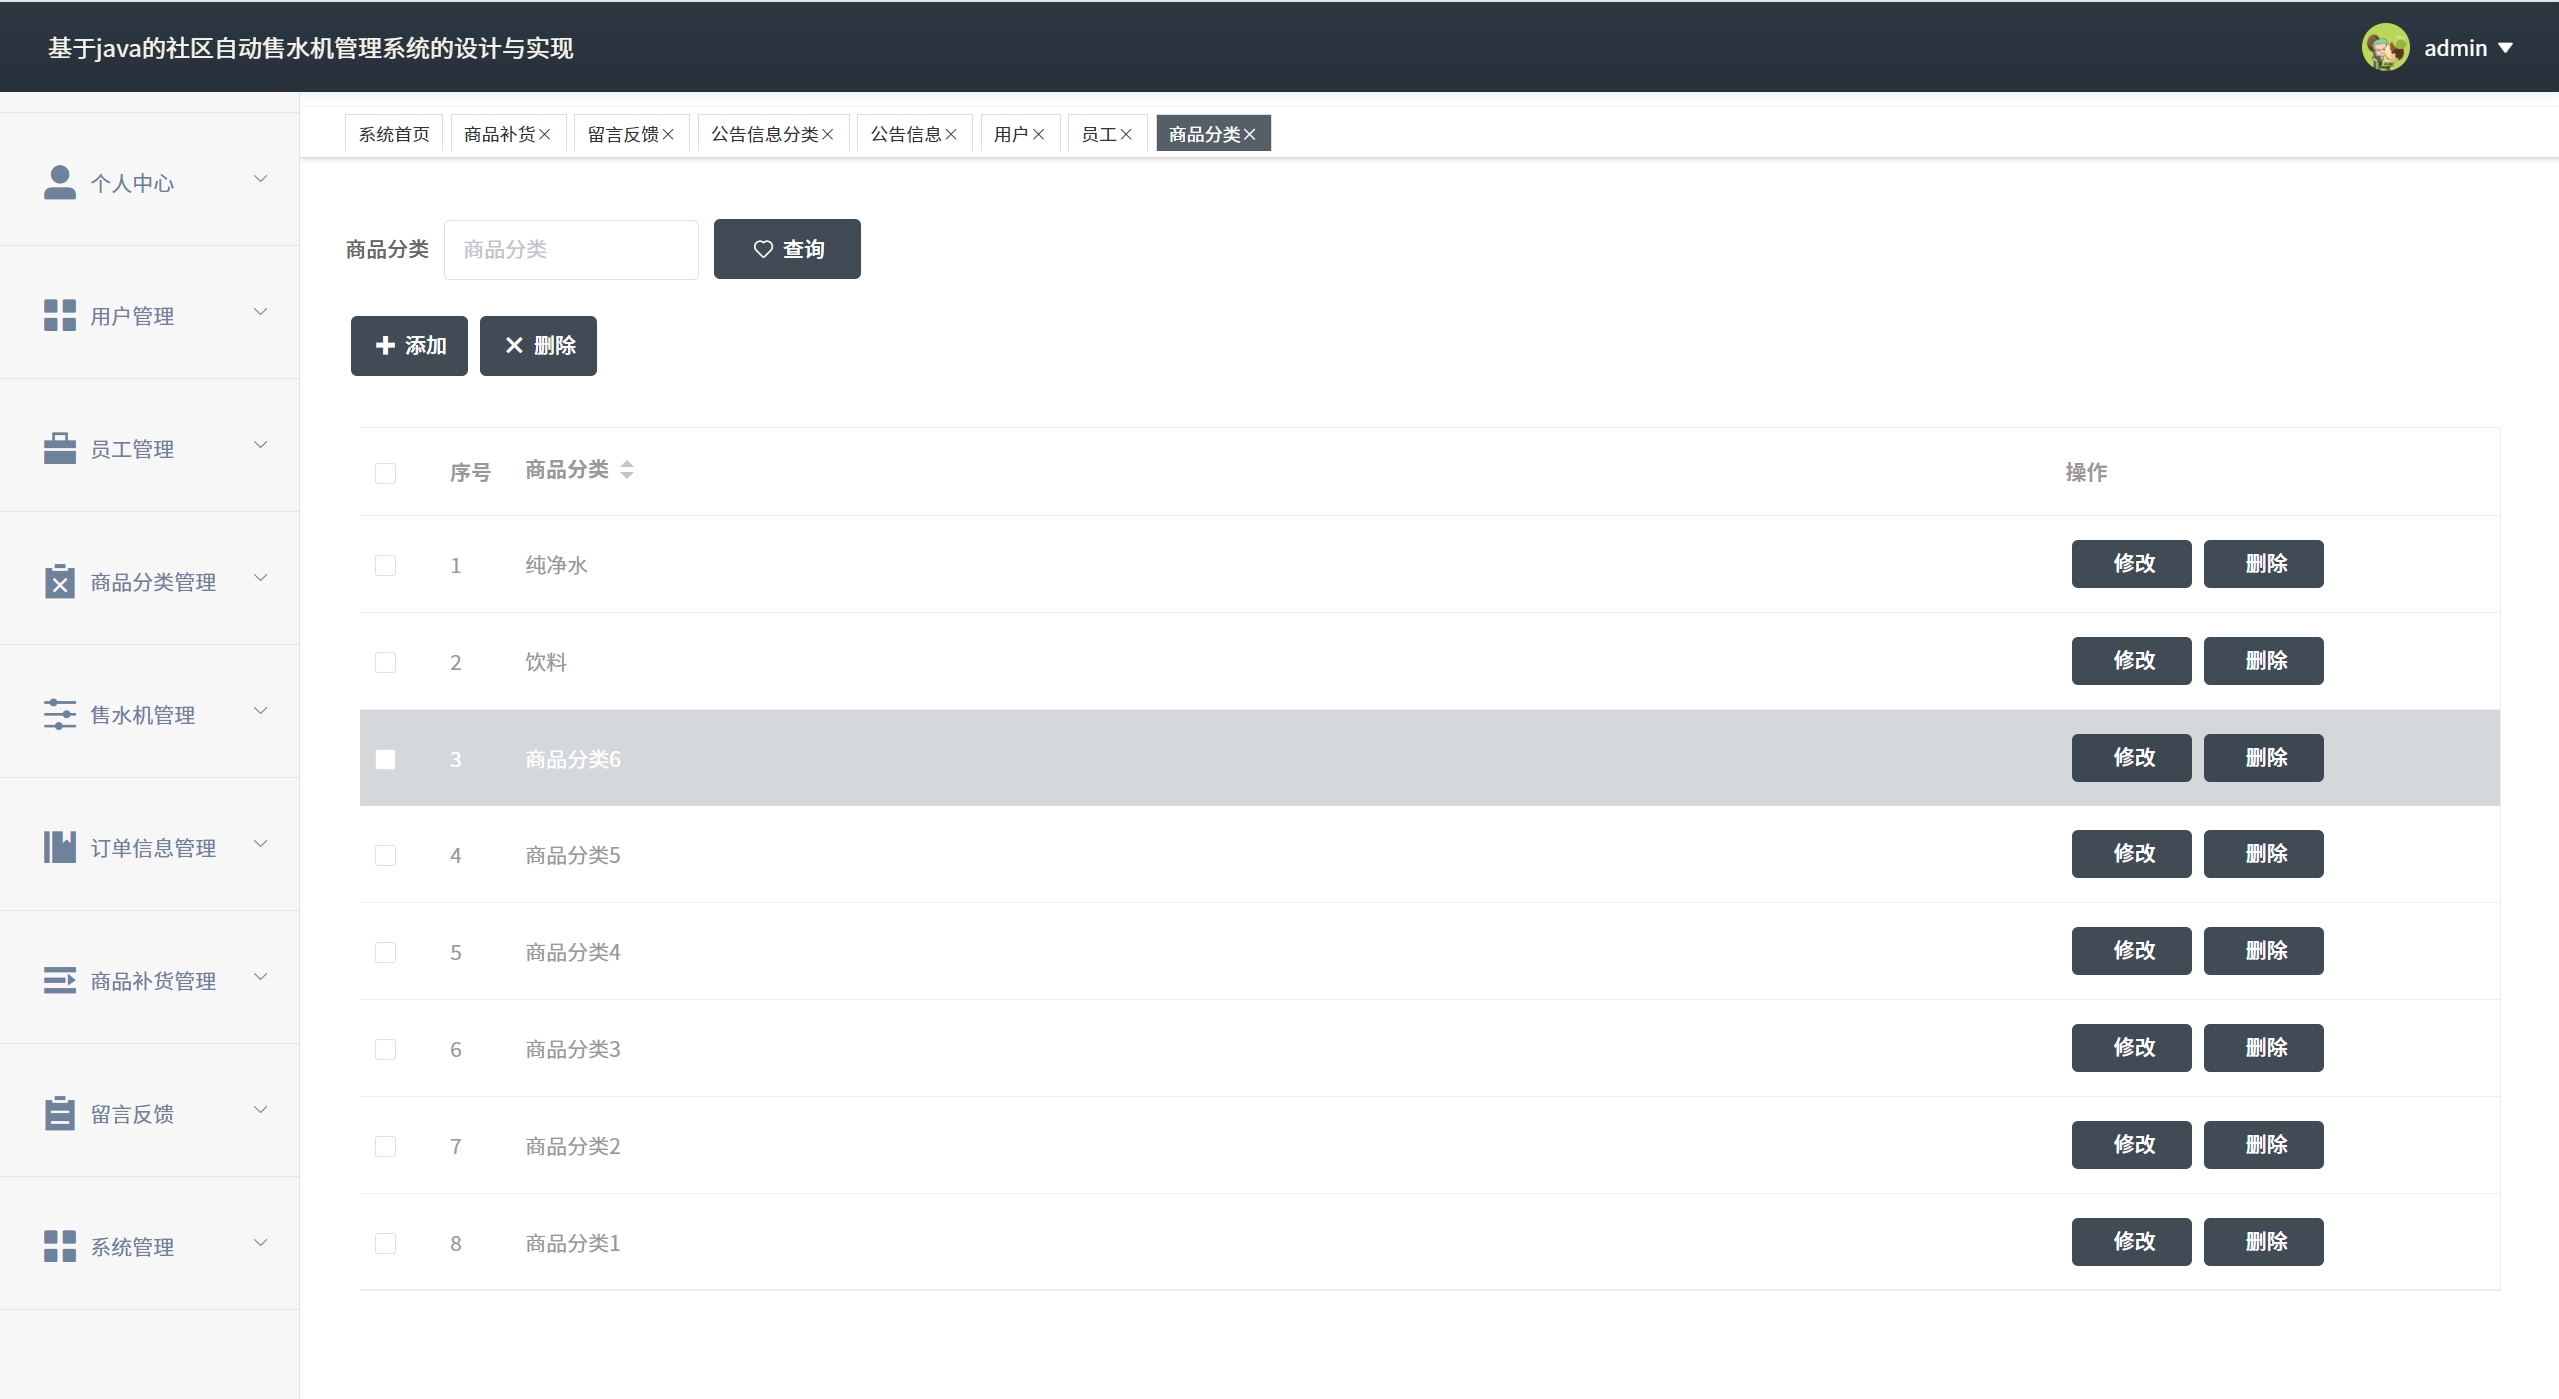 基于java的社区自动售水机管理系统的设计与实现
admin
系统首页 商品补货 留言反馈 公告信息分类 公告信息 用户 员工 商品分类
个人中心
用户管理
员工管理
商品分类管理
售水机管理
订单信息管理
商品补货管理
留言反馈
系统管理
商品分类 商品分类 查询
添加 删除
序号 商品分类 操作
1 纯净水 修改 删除
2 饮料 修改 删除
3 商品分类6 修改 删除
4 商品分类5 修改 删除
5 商品分类4 修改 删除
6 商品分类3 修改 删除
7 商品分类2 修改 删除
8 商品分类1 修改 删除